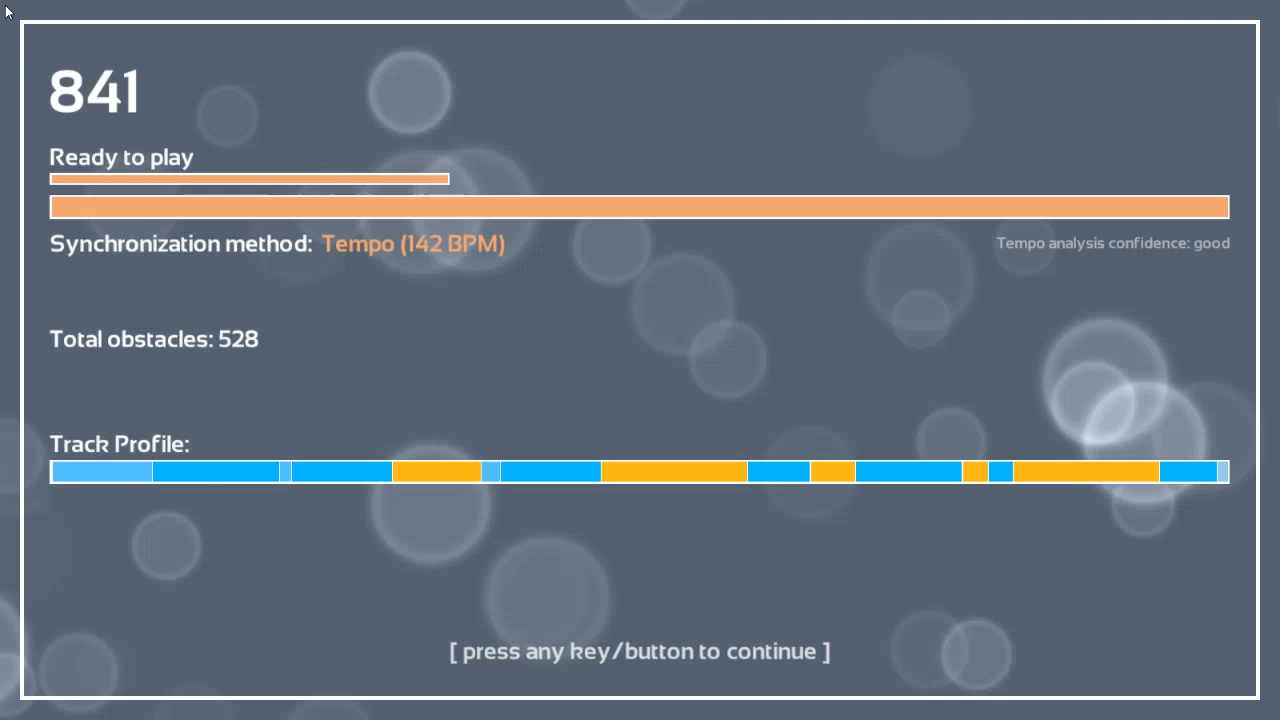 841
Ready to play
Synchronization method: Tempo (142 BPM)
Tempo analysis confidence: good
Total obstacles: 528
Track Profile:
[ press any key/button to continue ]